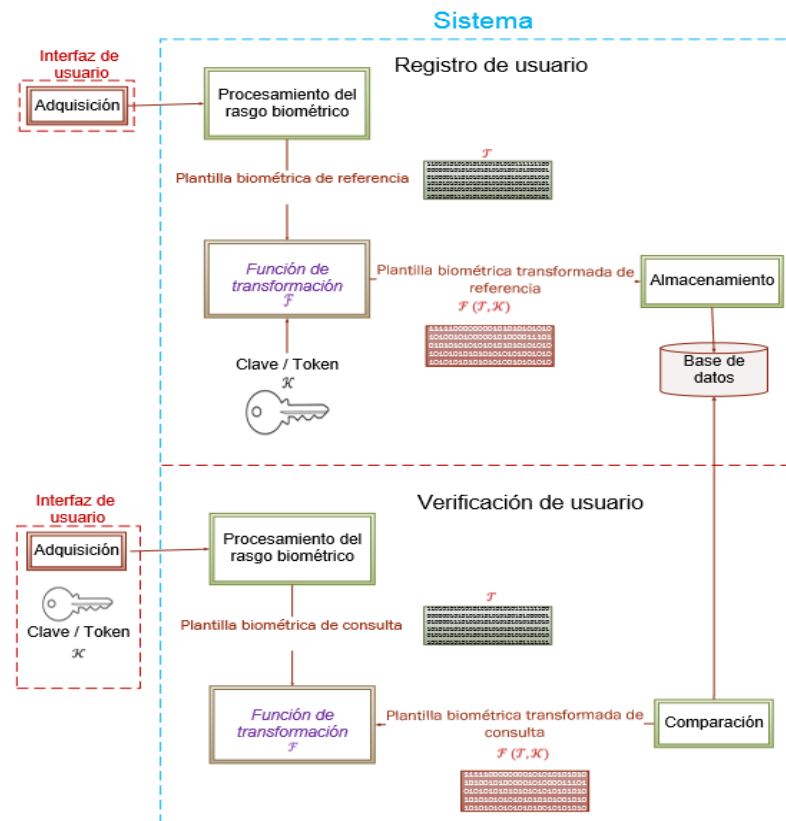 Sistema
Interfaz de
usuario
Adquisición
Registro de usuario
Procesamiento del
rasgo biométrico
Plantilla biométrica de referencia
𝒯
Función de
transformación
ℱ
Plantilla biométrica transformada de
referencia
ℱ (𝒯, 𝒦)
Almacenamiento
Clave / Token
𝒦
Base de
datos
Interfaz de
usuario
Adquisición
Clave / Token
𝒦
Verificación de usuario
Procesamiento del
rasgo biométrico
Plantilla biométrica de consulta
𝒯
Función de
transformación
ℱ
Plantilla biométrica transformada de
consulta
ℱ (𝒯, 𝒦)
Comparación